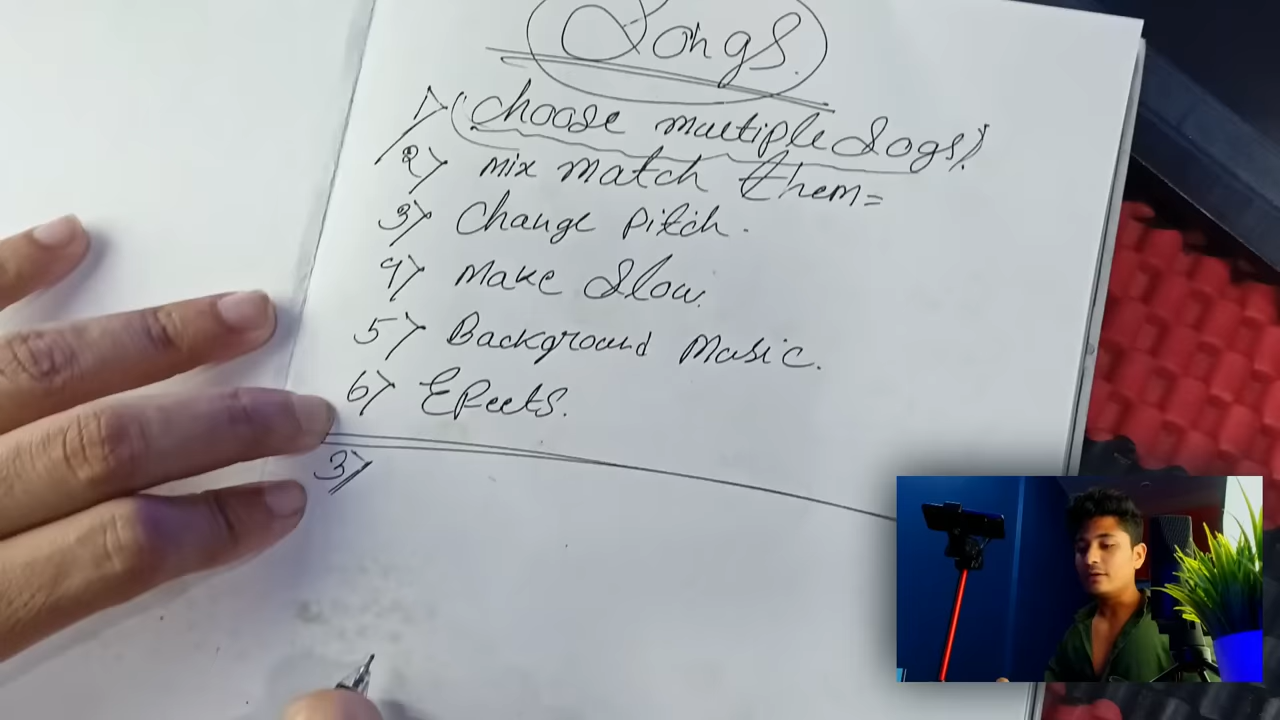 Songs.
1) (Choose multiple Sogs).
2) mix match them=
3) Change Pitch.
4) Make Slow.
5) Background Music.
6) Effects.
3)